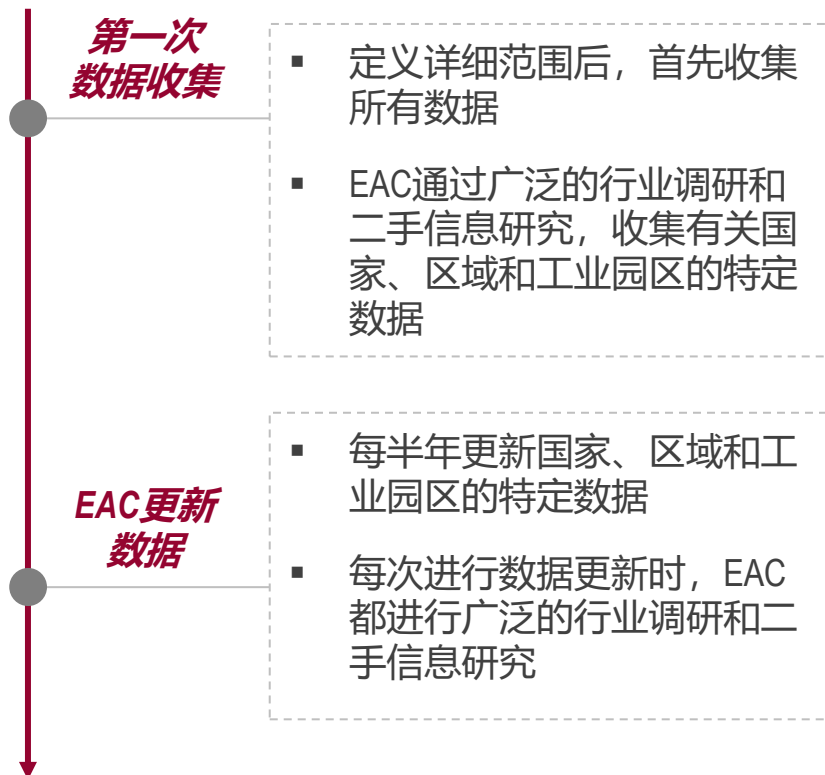 第一次
数据收集
▪ 定义详细范围后，首先收集
所有数据
▪ EAC通过广泛的行业调研和
二手信息研究，收集有关国
家、区域和工业园区的特定
数据
EAC更新
数据
▪ 每半年更新国家、区域和工
业园区的特定数据
▪ 每次进行数据更新时，EAC
都进行广泛的行业调研和二
手信息研究